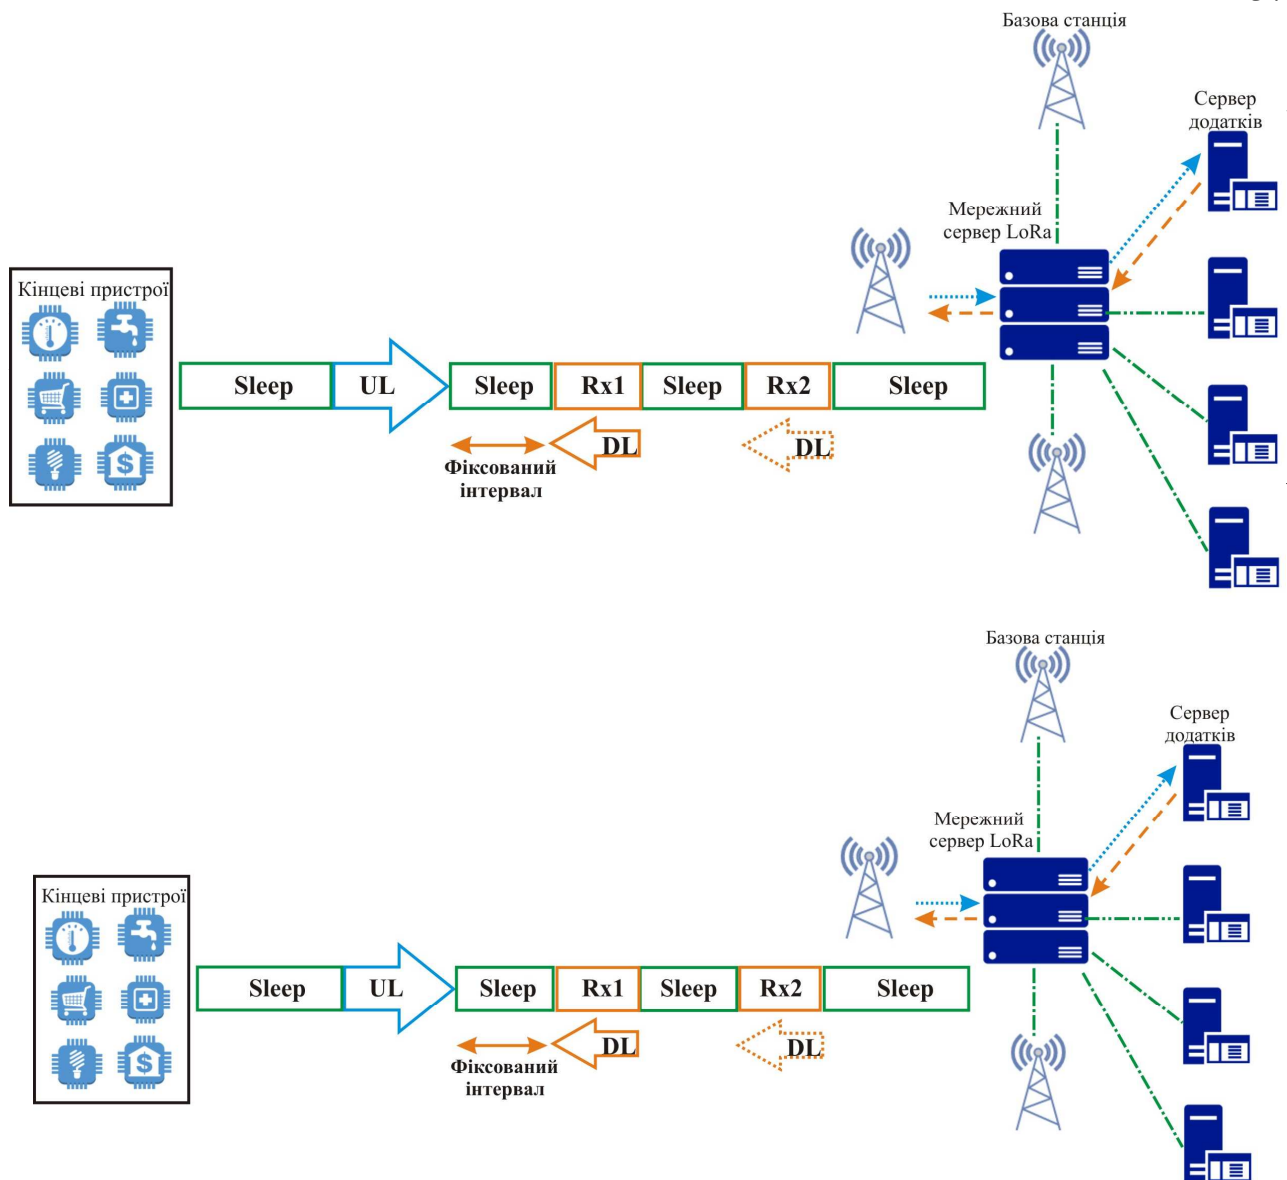 Базова станція
Сервер
додатків
Мережний
сервер LoRa
Кінцеві пристрої
Sleep UL Sleep Rx1 Sleep Rx2 Sleep
DL DL
Фіксований
інтервал
Базова станція
Сервер
додатків
Мережний
сервер LoRa
Кінцеві пристрої
Sleep UL Sleep Rx1 Sleep Rx2 Sleep
DL DL
Фіксований
інтервал